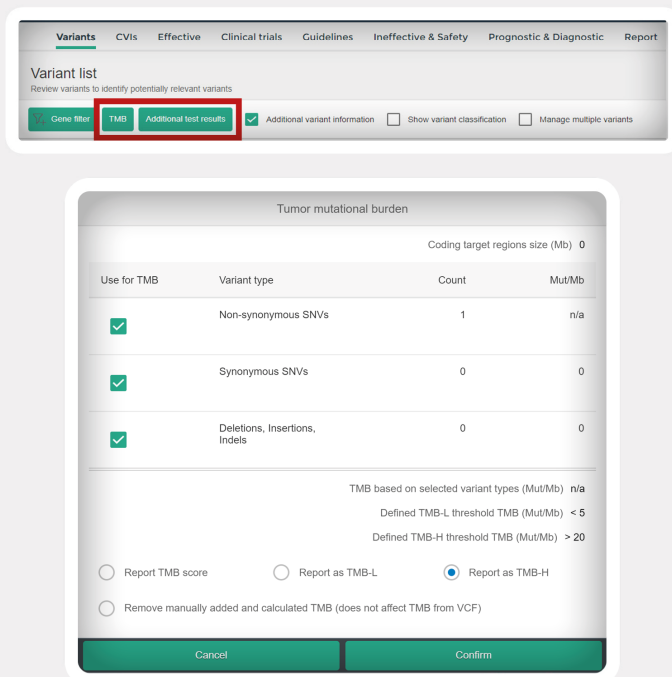 Variants CVIs Effective Clinical trials Guidelines Ineffective & Safety Prognostic & Diagnostic Report
Variant list
Review variants to identify potentially relevant variants
Gene filter TMB Additional test results Additional variant information Show variant classification Manage multiple variants
Tumor mutational burden
Coding target regions size (Mb) 0
Use for TMB Variant type Count Mut/Mb
Non-synonymous SNVs 1 n/a
Synonymous SNVs 0 0
Deletions, Insertions, 0 0
Indels
TMB based on selected variant types (Mut/Mb) n/a
Defined TMB-L threshold TMB (Mut/Mb) < 5
Defined TMB-H threshold TMB (Mut/Mb) > 20
Report TMB score Report as TMB-L Report as TMB-H
Remove manually added and calculated TMB (does not affect TMB from VCF)
Cancel Confirm